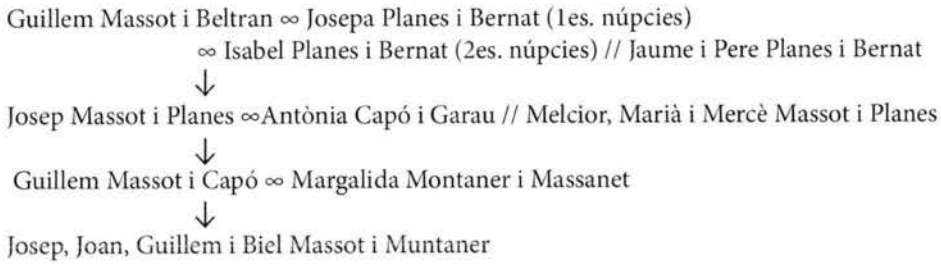 Guillem Massot i Beltran ∞ Josepa Planes i Bernat (1es. núpcies)
∞ Isabel Planes i Bernat (2es. núpcies) // Jaume i Pere Planes i Bernat
↓
Josep Massot i Planes ∞Antònia Capó i Garau // Melcior, Marià i Mercè Massot i Planes
↓
Guillem Massot i Capó ∞ Margalida Montaner i Massanet
↓
Josep, Joan, Guillem i Biel Massot i Muntaner